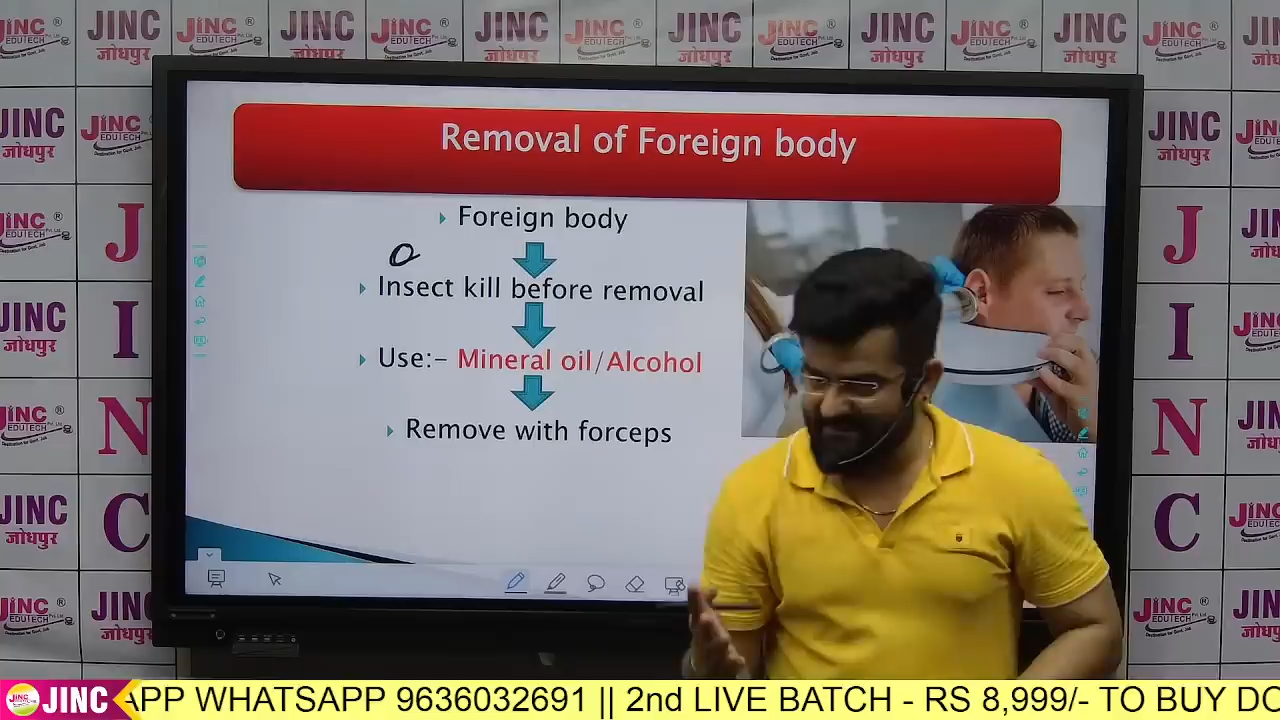 Removal of Foreign body
Foreign body
Insect kill before removal
Use:- Mineral oil/Alcohol
Remove with forceps
JINC
जोधपुर
JINC
EDUTECH
J
I
N
C
JINC
APP WHATSAPP 9636032691 || 2nd LIVE BATCH - RS 8,999/- TO BUY DO